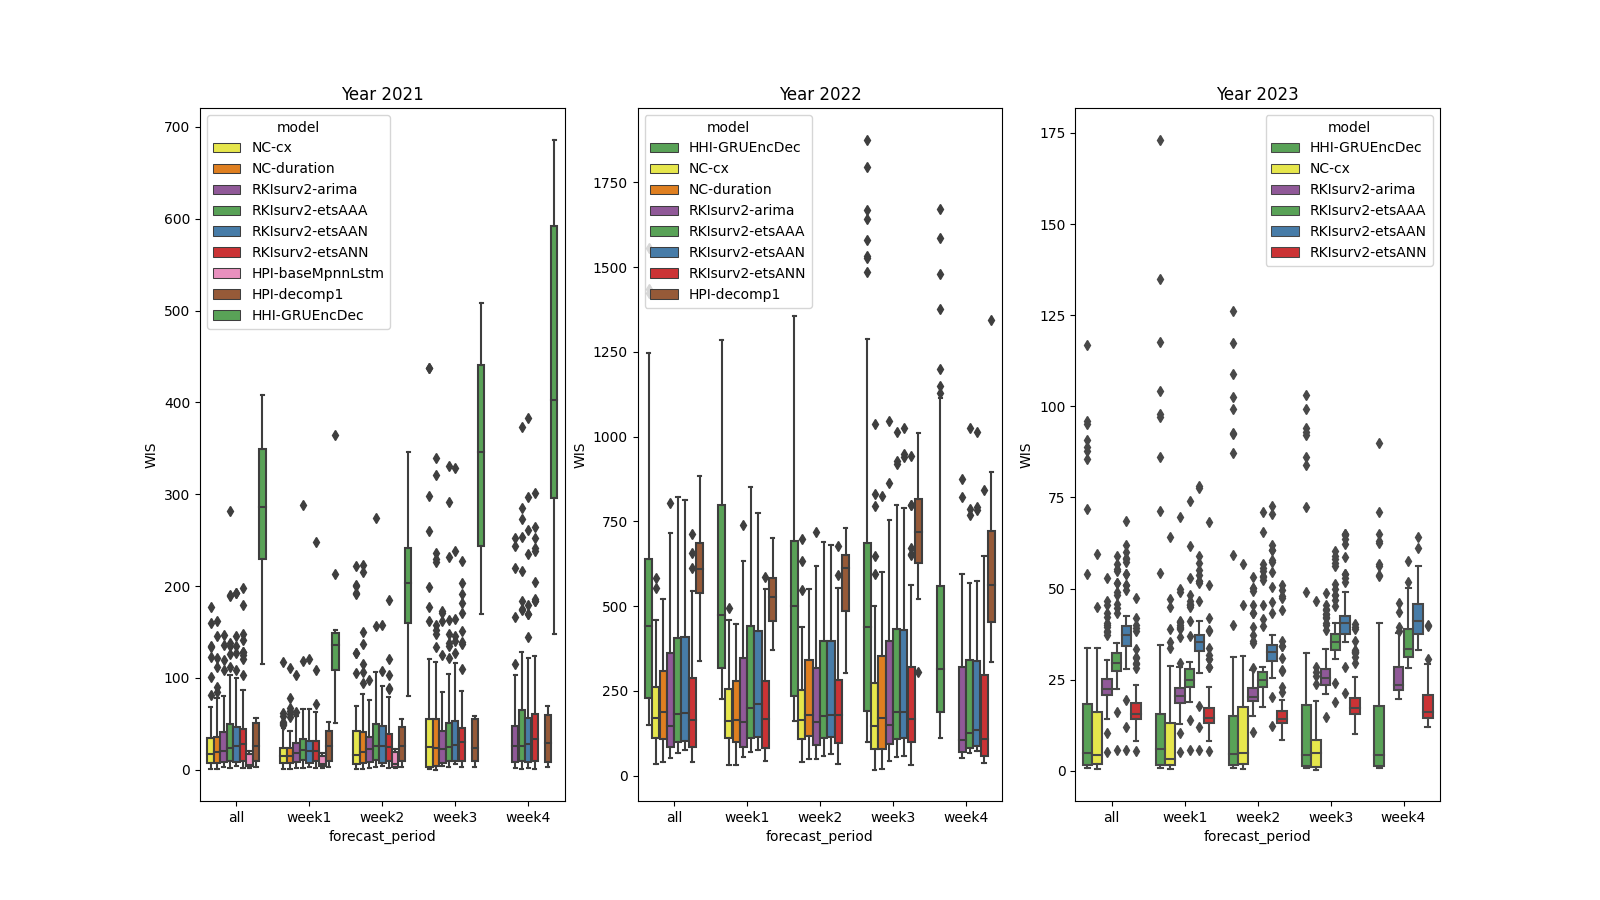 Year 2021
700
600
500
400
300
200
100
0
WIS
model
NC-cx
NC-duration
RKIsurv2-arima
RKIsurv2-etsAAA
RKIsurv2-etsAAN
RKIsurv2-etsANN
HPI-baseMpnnLstm
HPI-decomp1
HHI-GRUEncDec
all week1 week2 week3 week4
forecast_period
Year 2022
1750
1500
1250
1000
750
500
250
0
WIS
model
HHI-GRUEncDec
NC-cx
NC-duration
RKIsurv2-arima
RKIsurv2-etsAAA
RKIsurv2-etsAAN
RKIsurv2-etsANN
HPI-decomp1
all week1 week2 week3 week4
forecast_period
Year 2023
175
150
125
100
75
50
25
0
WIS
model
HHI-GRUEncDec
NC-cx
RKIsurv2-arima
RKIsurv2-etsAAA
RKIsurv2-etsAAN
RKIsurv2-etsANN
all week1 week2 week3 week4
forecast_period